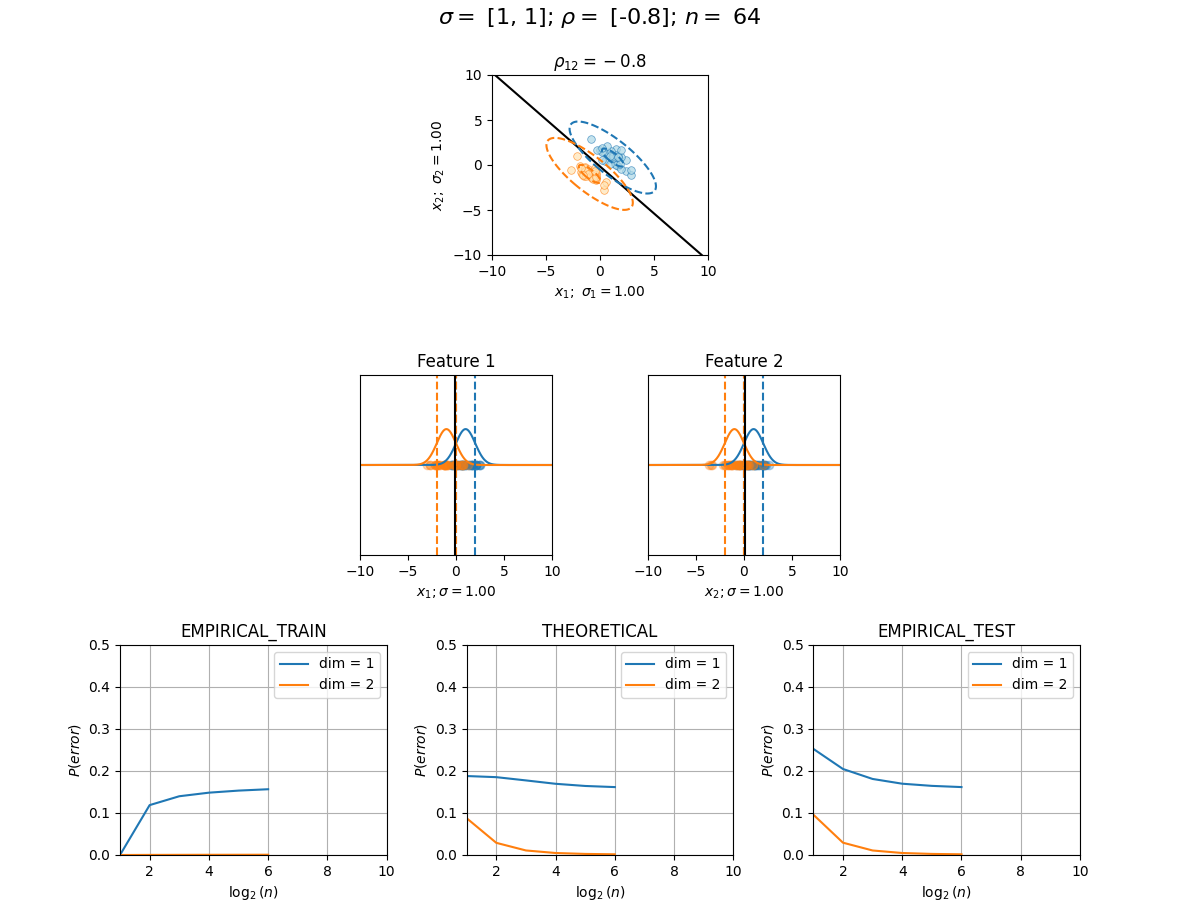 σ = [1, 1]; ρ = [-0.8]; n = 64
ρ₁₂ = −0.8
10
5
0
−5
−10
x₂; σ₂ = 1.00
−10 −5 0 5 10
x₁; σ₁ = 1.00
Feature 1
−10 −5 0 5 10
x₁; σ = 1.00
Feature 2
−10 −5 0 5 10
x₂; σ = 1.00
EMPIRICAL_TRAIN
dim = 1
dim = 2
0.5
0.4
0.3
0.2
0.1
0.0
P(error)
2 4 6 8 10
log₂(n)
THEORETICAL
dim = 1
dim = 2
0.5
0.4
0.3
0.2
0.1
0.0
P(error)
2 4 6 8 10
log₂(n)
EMPIRICAL_TEST
dim = 1
dim = 2
0.5
0.4
0.3
0.2
0.1
0.0
P(error)
2 4 6 8 10
log₂(n)